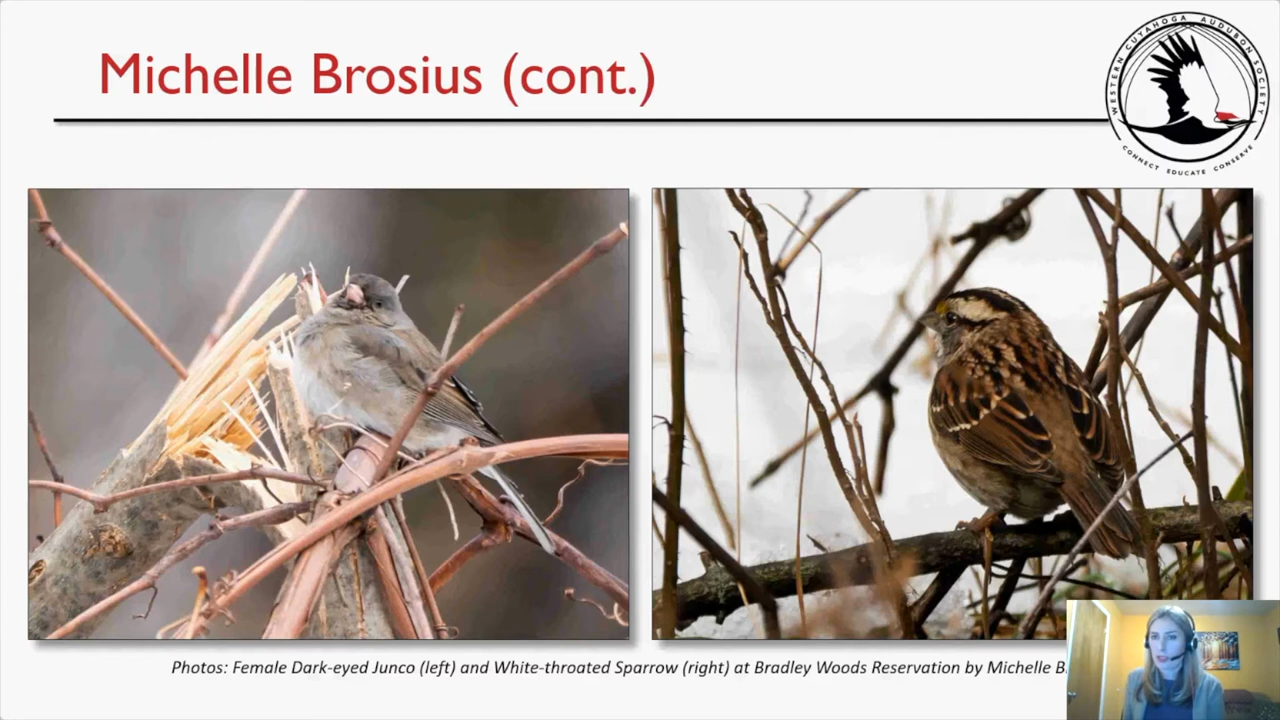 Michelle Brosius (cont.)
WESTERN CUYAHOGA AUDUBON SOCIETY
CONNECT EDUCATE CONSERVE
Photos: Female Dark-eyed Junco (left) and White-throated Sparrow (right) at Bradley Woods Reservation by Michelle B